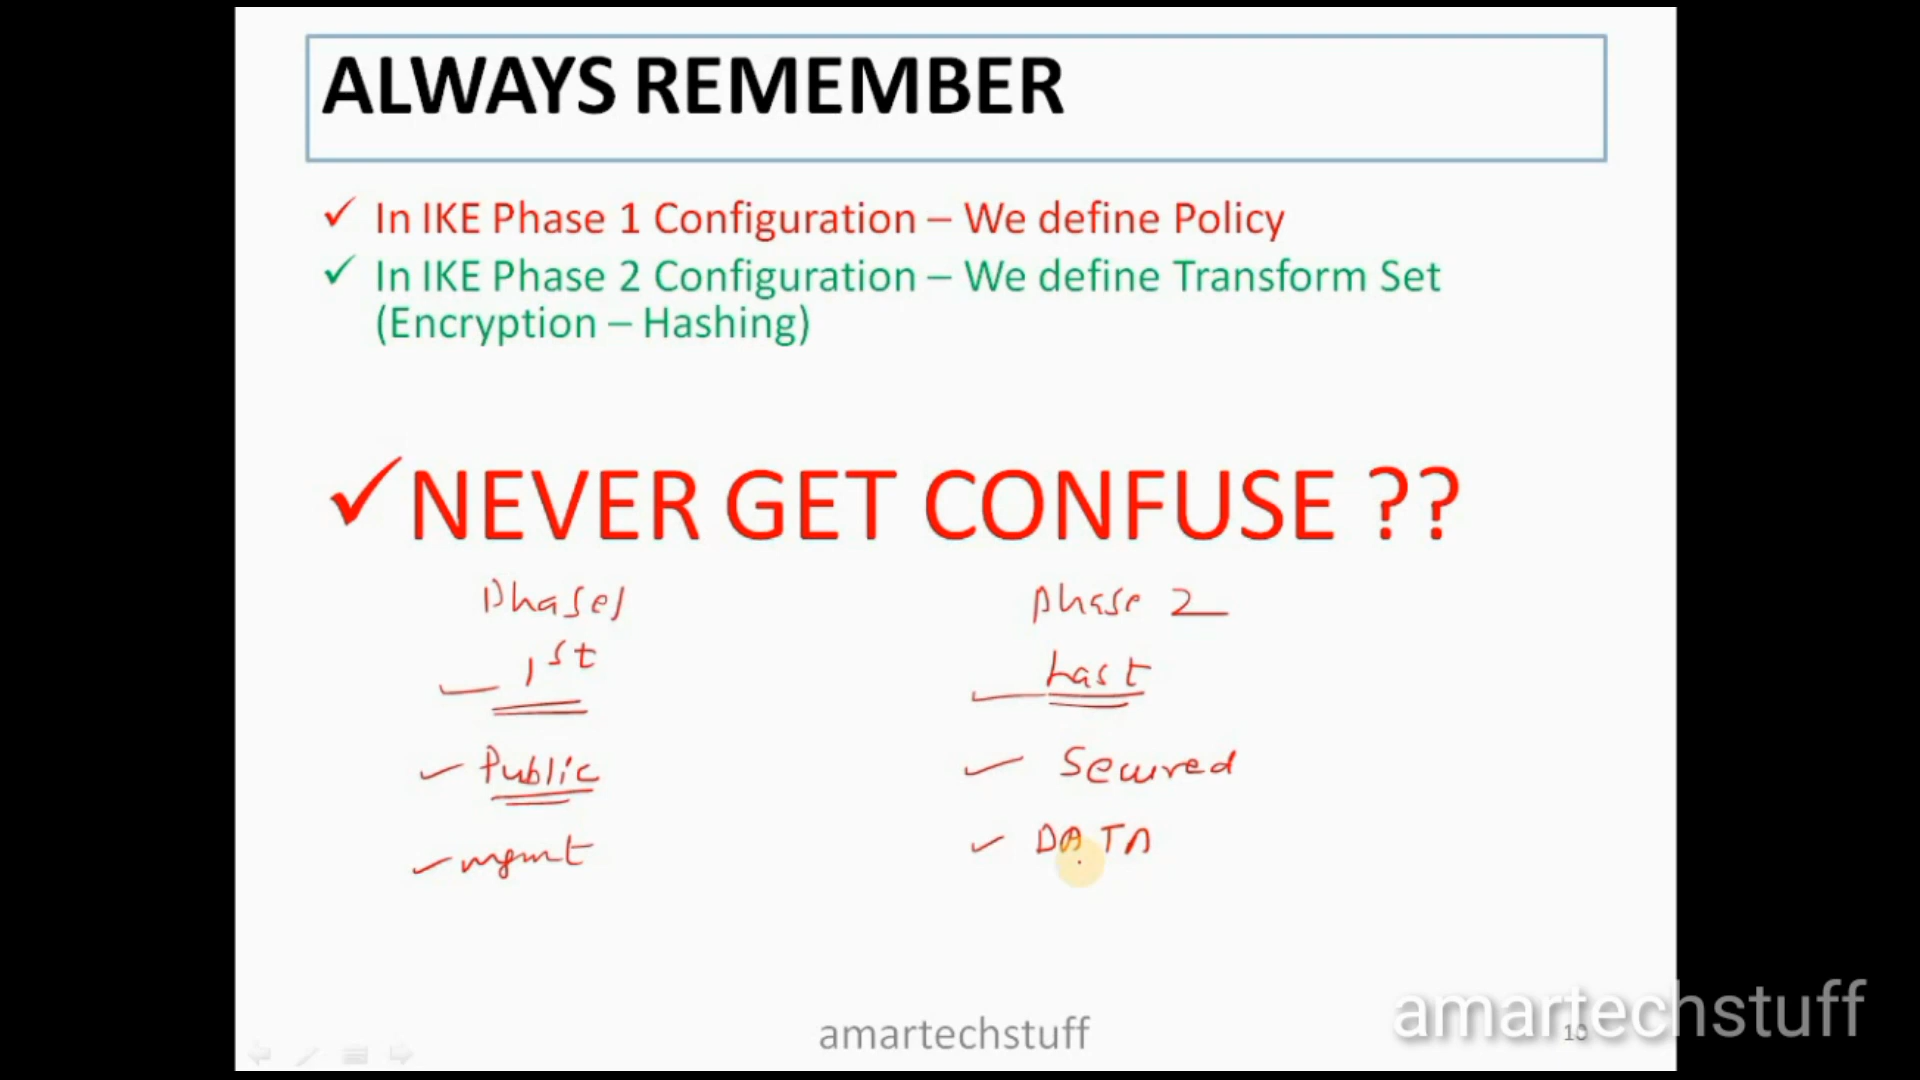 ALWAYS REMEMBER
✓ In IKE Phase 1 Configuration – We define Policy
✓ In IKE Phase 2 Configuration – We define Transform Set
(Encryption – Hashing)
✓ NEVER GET CONFUSE ??
Phase1
Phase 2
1st
Last
Public
Secured
mgmt
DATA
amartechstuff
10
amartechstuff